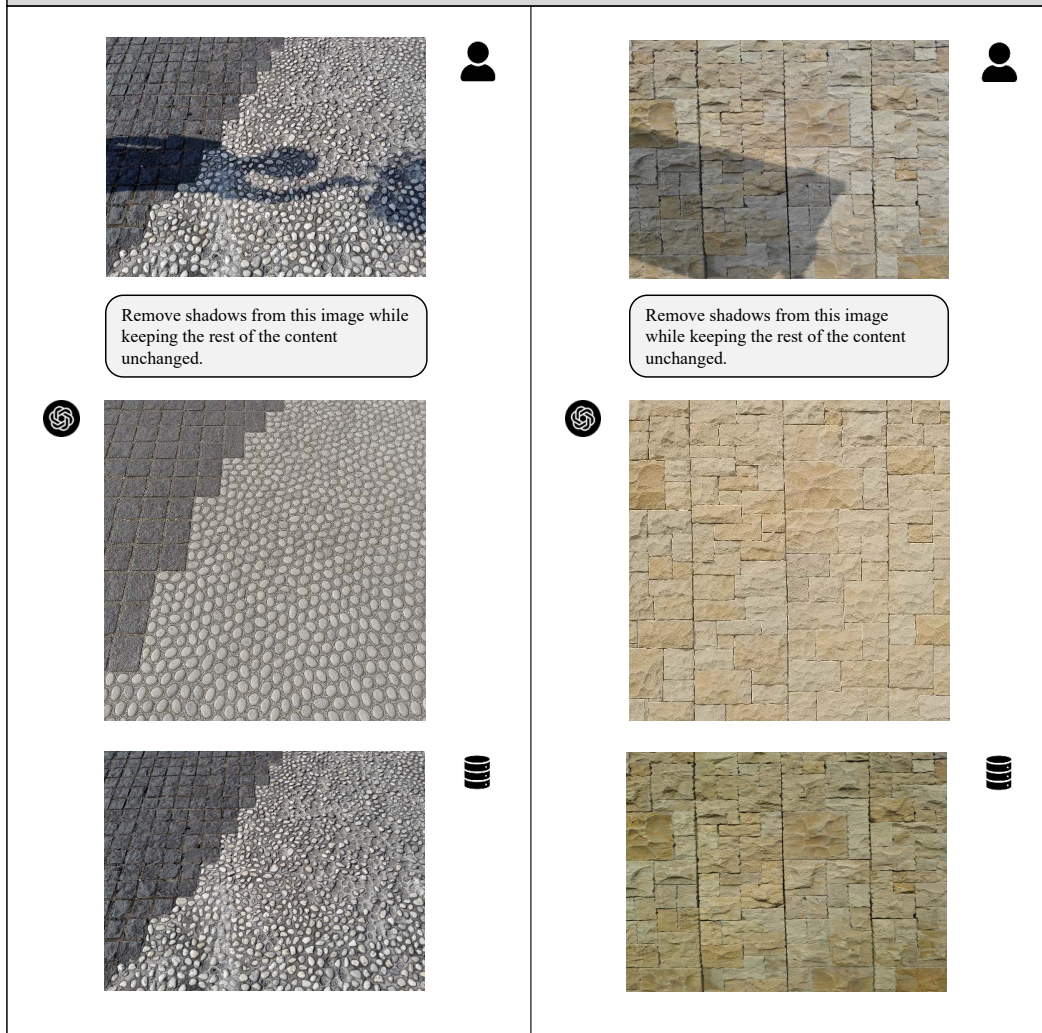 Remove shadows from this image while
keeping the rest of the content
unchanged.
Remove shadows from this image
while keeping the rest of the content
unchanged.